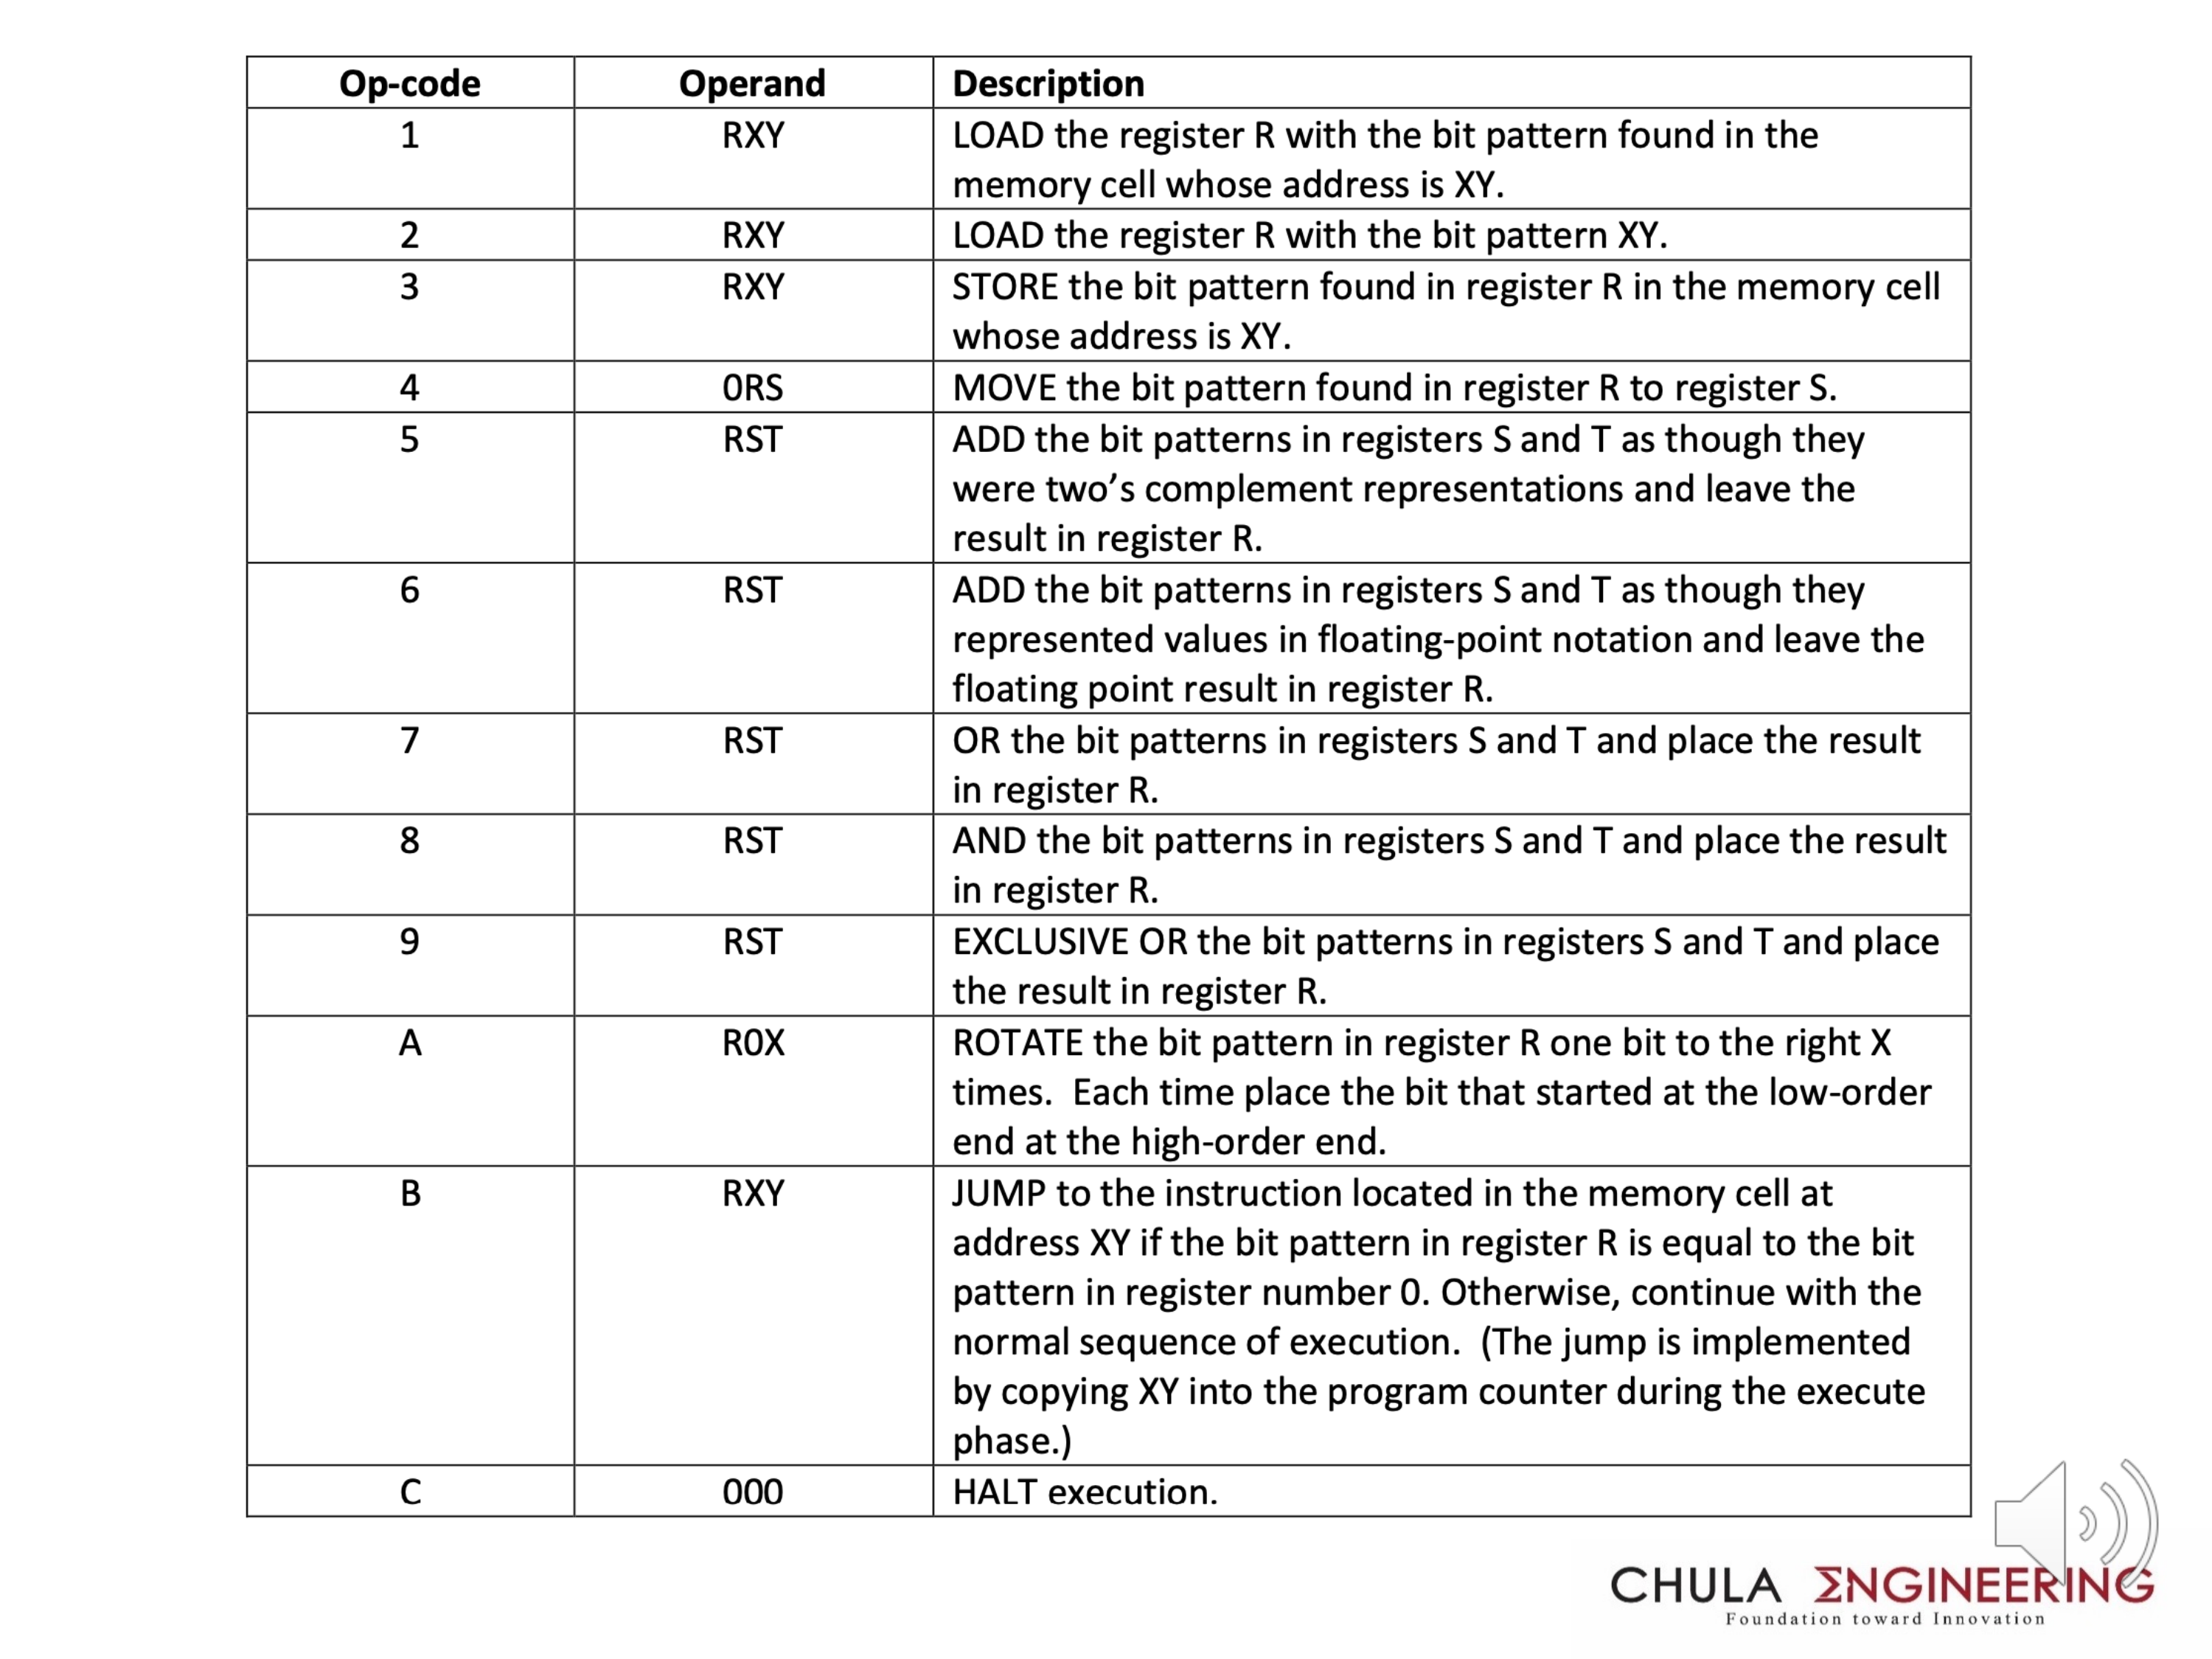 Op-code Operand Description
1 RXY LOAD the register R with the bit pattern found in the
memory cell whose address is XY.
2 RXY LOAD the register R with the bit pattern XY.
3 RXY STORE the bit pattern found in register R in the memory cell
whose address is XY.
4 0RS MOVE the bit pattern found in register R to register S.
5 RST ADD the bit patterns in registers S and T as though they
were two’s complement representations and leave the
result in register R.
6 RST ADD the bit patterns in registers S and T as though they
represented values in floating-point notation and leave the
floating point result in register R.
7 RST OR the bit patterns in registers S and T and place the result
in register R.
8 RST AND the bit patterns in registers S and T and place the result
in register R.
9 RST EXCLUSIVE OR the bit patterns in registers S and T and place
the result in register R.
A R0X ROTATE the bit pattern in register R one bit to the right X
times. Each time place the bit that started at the low-order
end at the high-order end.
B RXY JUMP to the instruction located in the memory cell at
address XY if the bit pattern in register R is equal to the bit
pattern in register number 0. Otherwise, continue with the
normal sequence of execution. (The jump is implemented
by copying XY into the program counter during the execute
phase.)
C 000 HALT execution.
CHULA ΣNGINEERING
Foundation toward Innovation